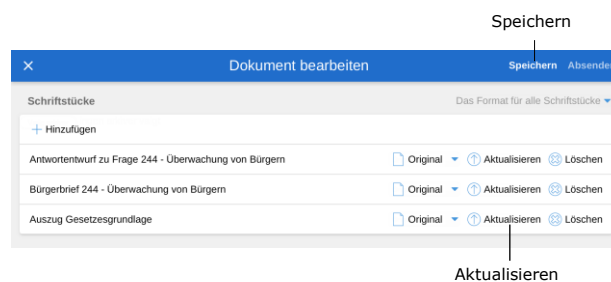 Speichern
Dokument bearbeiten Speichern Absende
Schriftstücke Das Format für alle Schriftstücke
Hinzufügen
Antwortentwurf zu Frage 244 - Überwachung von Bürgern Original Aktualisieren Löschen
Bürgerbrief 244 - Überwachung von Bürgern Original Aktualisieren Löschen
Auszug Gesetzesgrundlage Original Aktualisieren Löschen
Aktualisieren